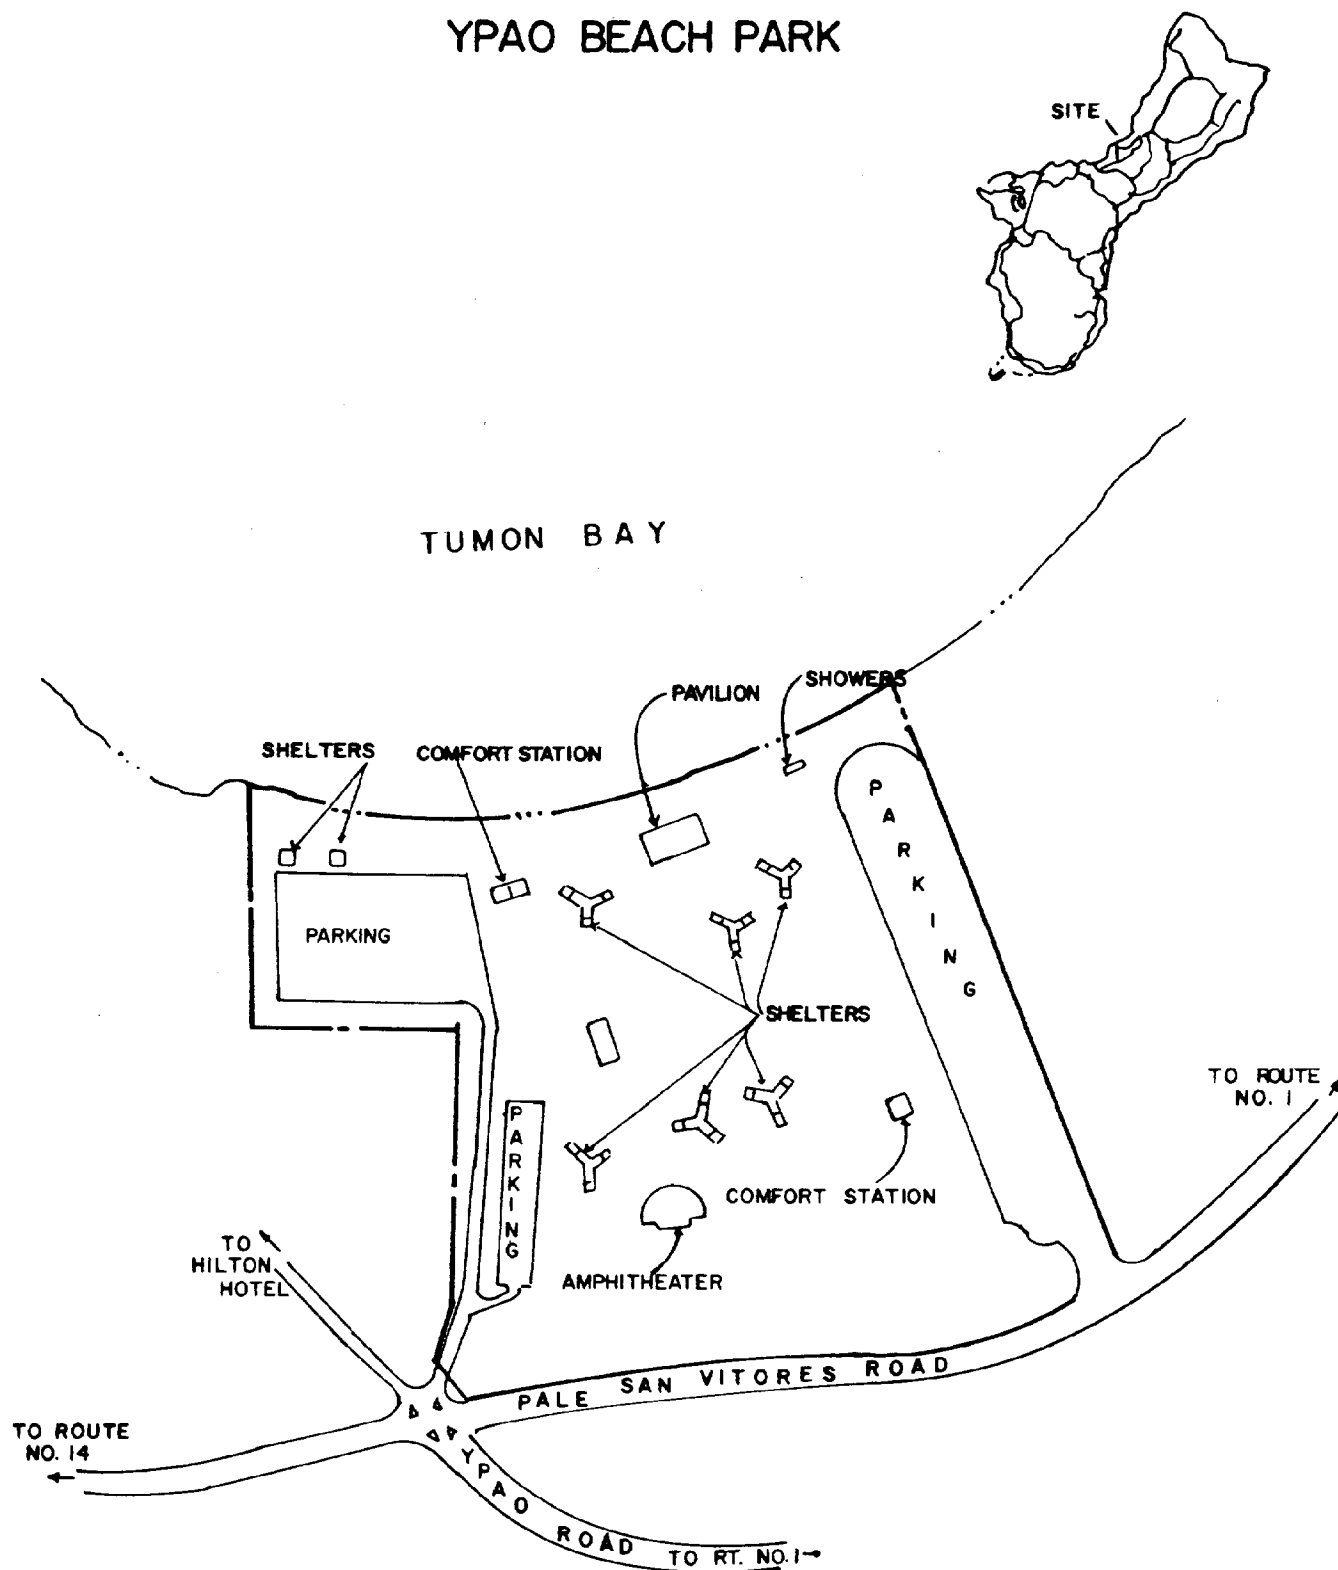 YPAO BEACH PARK
SITE
TUMON BAY
SHOWERS
PAVILION
SHELTERS
COMFORT STATION
PARKING
PARKING
SHELTERS
TO ROUTE
NO. 1
PARKING
COMFORT STATION
AMPHITHEATER
TO
HILTON
HOTEL
PALE SAN VITORES ROAD
TO ROUTE
NO. 14
YPAO ROAD
TO RT. NO. 1